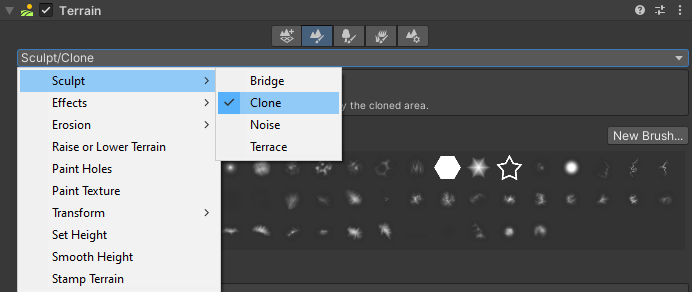 Terrain
Sculpt/Clone
Sculpt
Bridge
Effects
Clone
y the cloned area.
Erosion
Noise
Raise or Lower Terrain
New Brush...
Terrace
Paint Holes
Paint Texture
Transform
Set Height
Smooth Height
Stamp Terrain